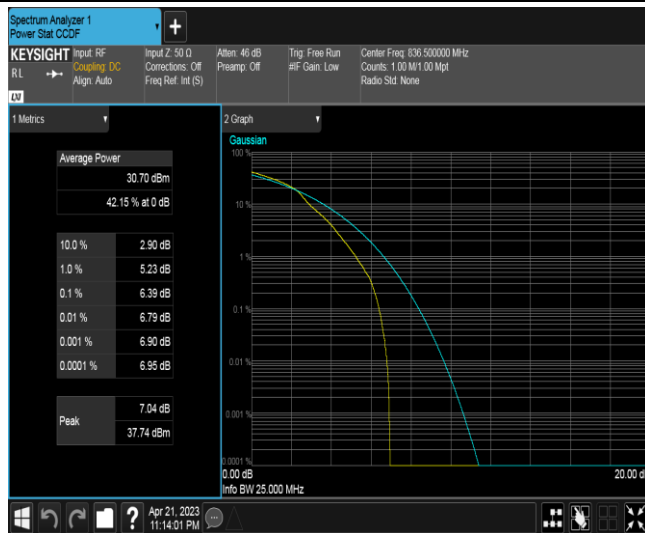 Spectrum Analyzer 1
Power Stat CCDF
+
KEYSIGHT
RL
LXI
Input: RF
Coupling: DC
Align: Auto
Input Z: 50 Ω
Corrections: Off
Freq Ref: Int (S)
Atten: 46 dB
Preamp: Off
Trig: Free Run
#IF Gain: Low
Center Freq: 836.500000 MHz
Counts: 1.00 M/1.00 Mpt
Radio Std: None
1 Metrics
Average Power
30.70 dBm
42.15 % at 0 dB
10.0 % 2.90 dB
1.0 % 5.23 dB
0.1 % 6.39 dB
0.01 % 6.79 dB
0.001 % 6.90 dB
0.0001 % 6.95 dB
Peak
7.04 dB
37.74 dBm
2 Graph
Gaussian
100 %
10 %
1 %
0.1 %
0.01 %
0.001 %
0.0001 %
0.00 dB
20.00 d
Info BW 25.000 MHz
?
Apr 21, 2023
11:14:01 PM